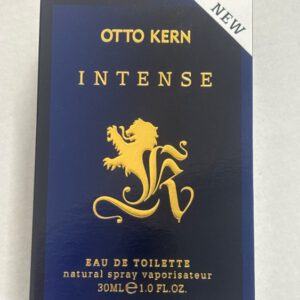 NEW
OTTO KERN
INTENSE
K
EAU DE TOILETTE
natural spray vaporisateur
30ML ℮ 1.0 FL.OZ.